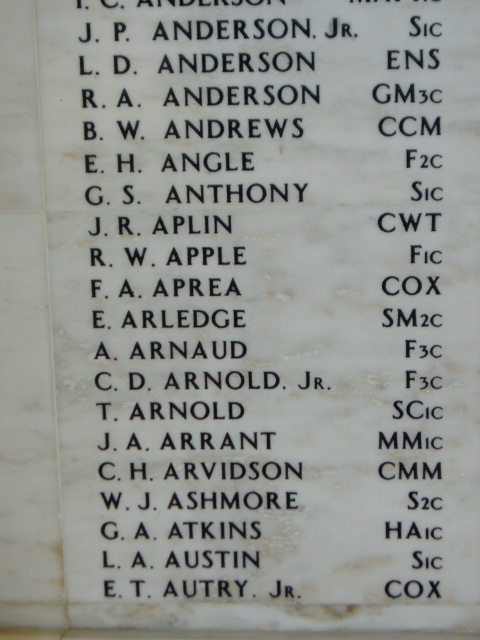 ANDERSON
J. P. ANDERSON. JR. S1C
L. D. ANDERSON ENS
R. A. ANDERSON GM3C
B. W. ANDREWS CCM
E. H. ANGLE F2C
G. S. ANTHONY S1C
J. R. APLIN CWT
R. W. APPLE F1C
F. A. APREA COX
E. ARLEDGE SM2C
A. ARNAUD F3C
C. D. ARNOLD. JR. F3C
T. ARNOLD SC1C
J. A. ARRANT MM1C
C. H. ARVIDSON CMM
W. J. ASHMORE S2C
G. A. ATKINS HA1C
L. A. AUSTIN S1C
E. T. AUTRY. JR. COX